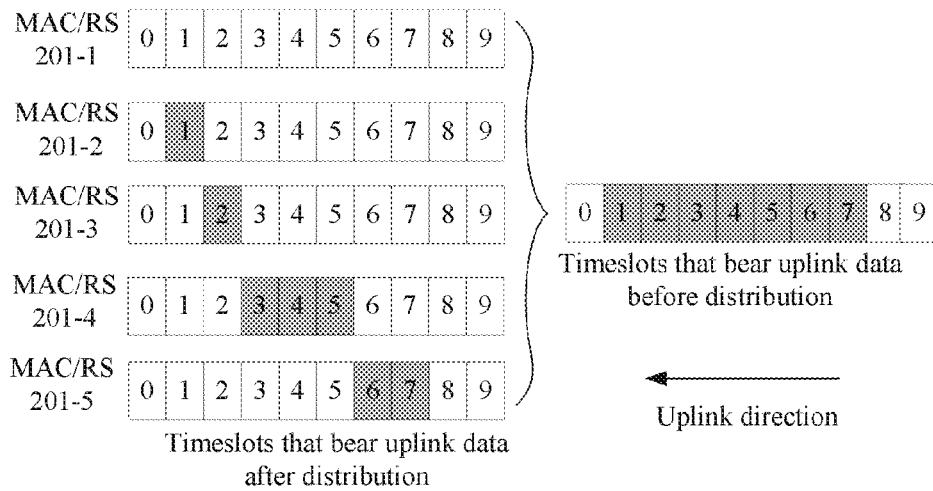 MAC/RS
201-1
0 1 2 3 4 5 6 7 8 9
MAC/RS
201-2
0 1 2 3 4 5 6 7 8 9
MAC/RS
201-3
0 1 2 3 4 5 6 7 8 9
MAC/RS
201-4
0 1 2 3 4 5 6 7 8 9
MAC/RS
201-5
0 1 2 3 4 5 6 7 8 9
Timeslots that bear uplink data
after distribution
0 1 2 3 4 5 6 7 8 9
Timeslots that bear uplink data
before distribution
Uplink direction